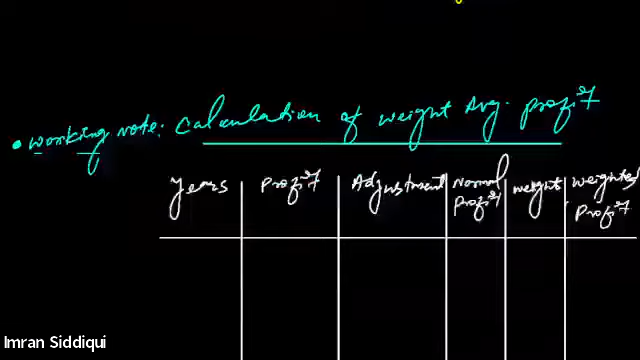 • working note: Calculation of weight Avg. profit
Years Profit Adjustment Normal profit weight weighted profit
Imran Siddiqui